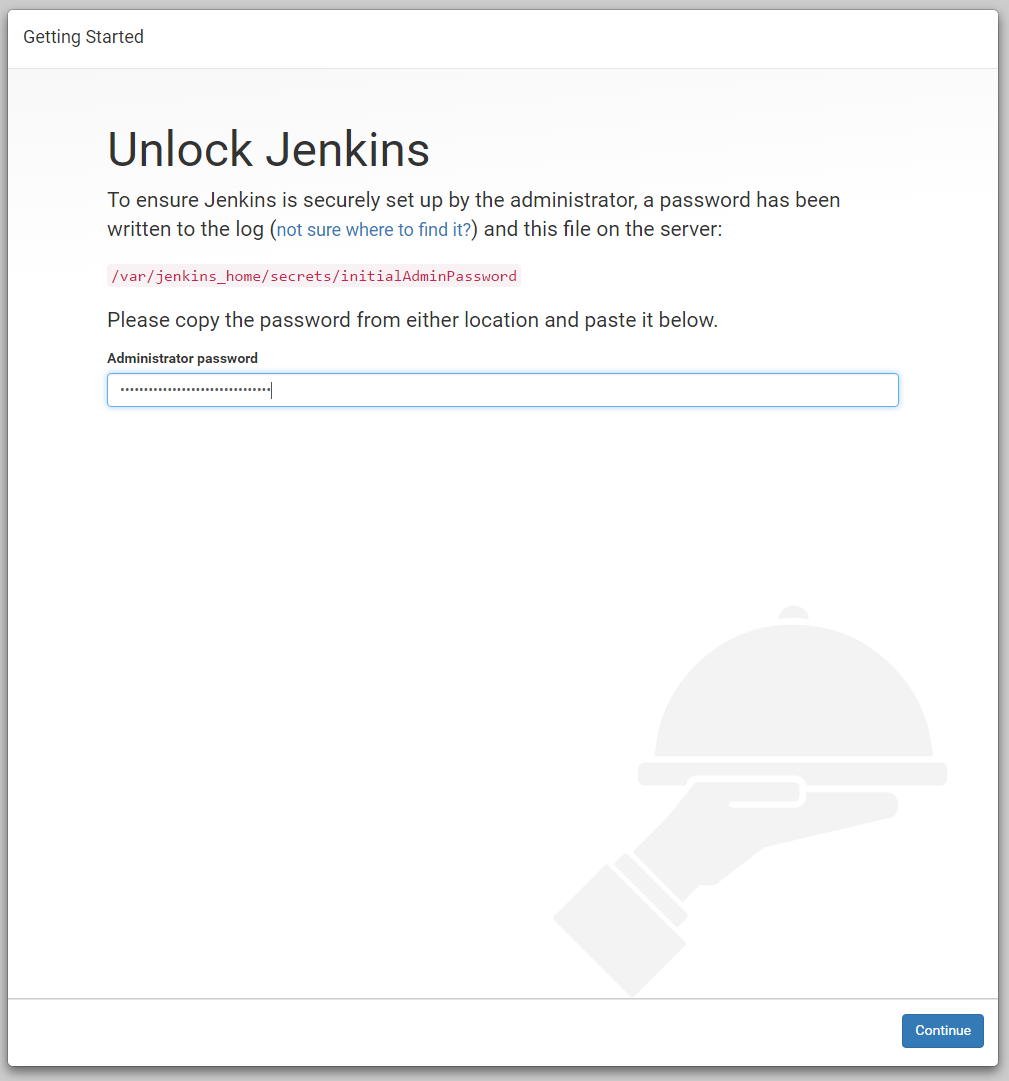 Getting Started
Unlock Jenkins
To ensure Jenkins is securely set up by the administrator, a password has been
written to the log (not sure where to find it?) and this file on the server:
/var/jenkins_home/secrets/initialAdminPassword
Please copy the password from either location and paste it below.
Administrator password
Continue